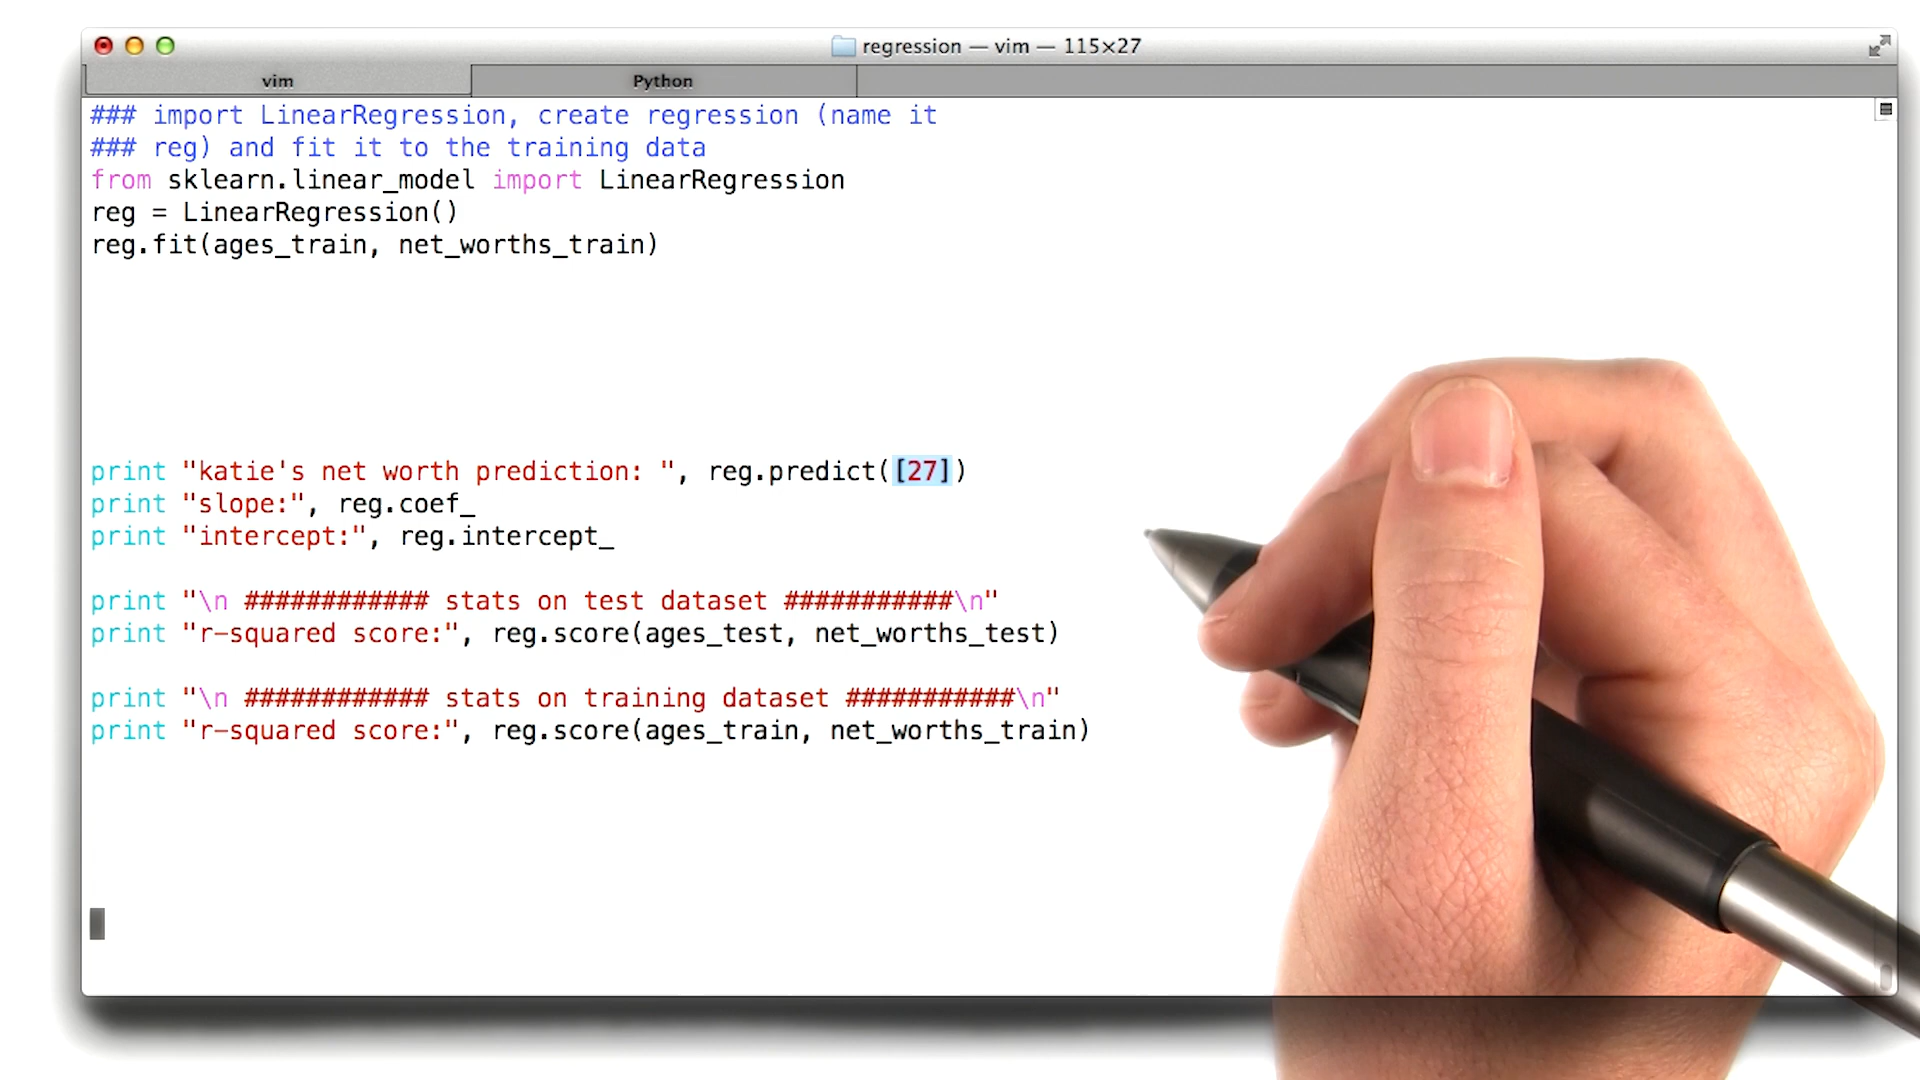 regression — vim — 115×27
vim
Python
### import LinearRegression, create regression (name it
### reg) and fit it to the training data
from sklearn.linear_model import LinearRegression
reg = LinearRegression()
reg.fit(ages_train, net_worths_train)
print "katie's net worth prediction: ", reg.predict([27])
print "slope:", reg.coef_
print "intercept:", reg.intercept_
print "\n ############ stats on test dataset ###########\n"
print "r-squared score:", reg.score(ages_test, net_worths_test)
print "\n ############ stats on training dataset ###########\n"
print "r-squared score:", reg.score(ages_train, net_worths_train)